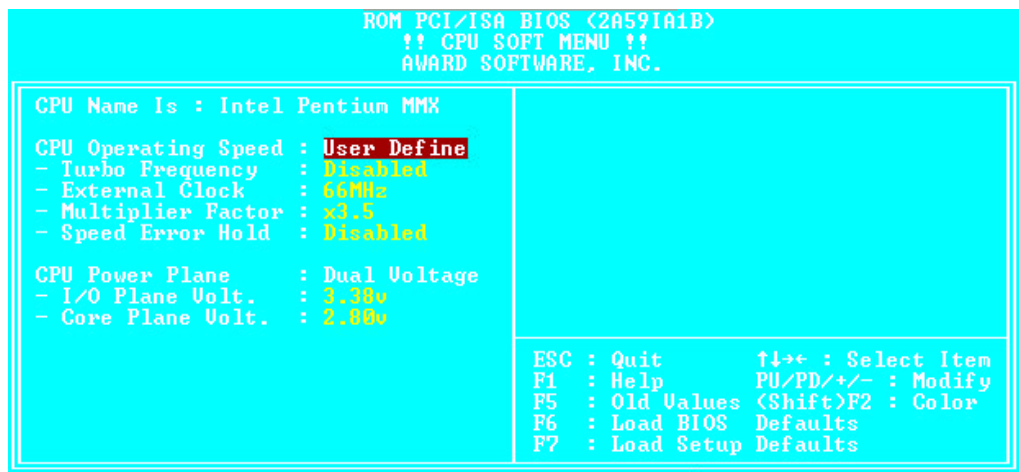 ROM PCI/ISA BIOS (2A59IA1B)
!! CPU SOFT MENU !!
AWARD SOFTWARE, INC.
CPU Name Is : Intel Pentium MMX
CPU Operating Speed : User Define
- Turbo Frequency : Disabled
- External Clock : 66MHz
- Multiplier Factor : x3.5
- Speed Error Hold : Disabled
CPU Power Plane : Dual Voltage
- I/O Plane Volt. : 3.38v
- Core Plane Volt. : 2.80v
ESC : Quit ↑↓→← : Select Item
F1 : Help PU/PD/+/- : Modify
F5 : Old Values (Shift)F2 : Color
F6 : Load BIOS Defaults
F7 : Load Setup Defaults